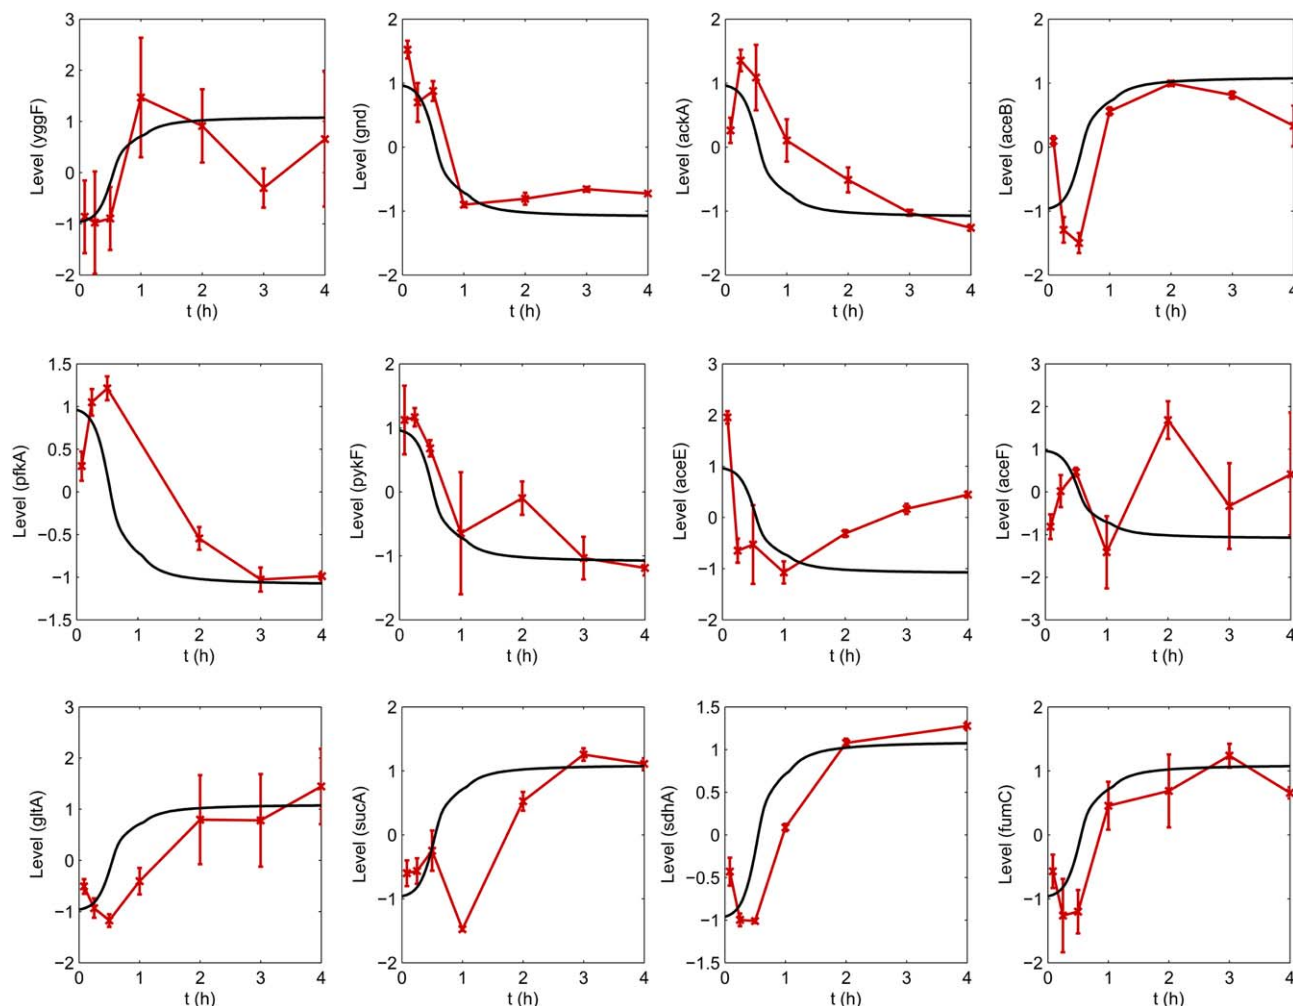 3
2
1
0
−1
−2
Level (yggF)
0 1 2 3 4
t (h)
2
1
0
−1
−2
Level (gnd)
0 1 2 3 4
t (h)
2
1
0
−1
−2
Level (ackA)
0 1 2 3 4
t (h)
2
1
0
−1
−2
Level (aceB)
0 1 2 3 4
t (h)
1.5
1
0.5
0
−0.5
−1
−1.5
Level (pfkA)
0 1 2 3 4
t (h)
2
1
0
−1
−2
Level (pykF)
0 1 2 3 4
t (h)
3
2
1
0
−1
−2
Level (aceE)
0 1 2 3 4
t (h)
3
2
1
0
−1
−2
−3
Level (aceF)
0 1 2 3 4
t (h)
3
2
1
0
−1
−2
Level (gltA)
0 1 2 3 4
t (h)
2
1
0
−1
−2
Level (sucA)
0 1 2 3 4
t (h)
1.5
1
0.5
0
−0.5
−1
−1.5
Level (sdhA)
0 1 2 3 4
t (h)
2
1
0
−1
−2
Level (fumC)
0 1 2 3 4
t (h)